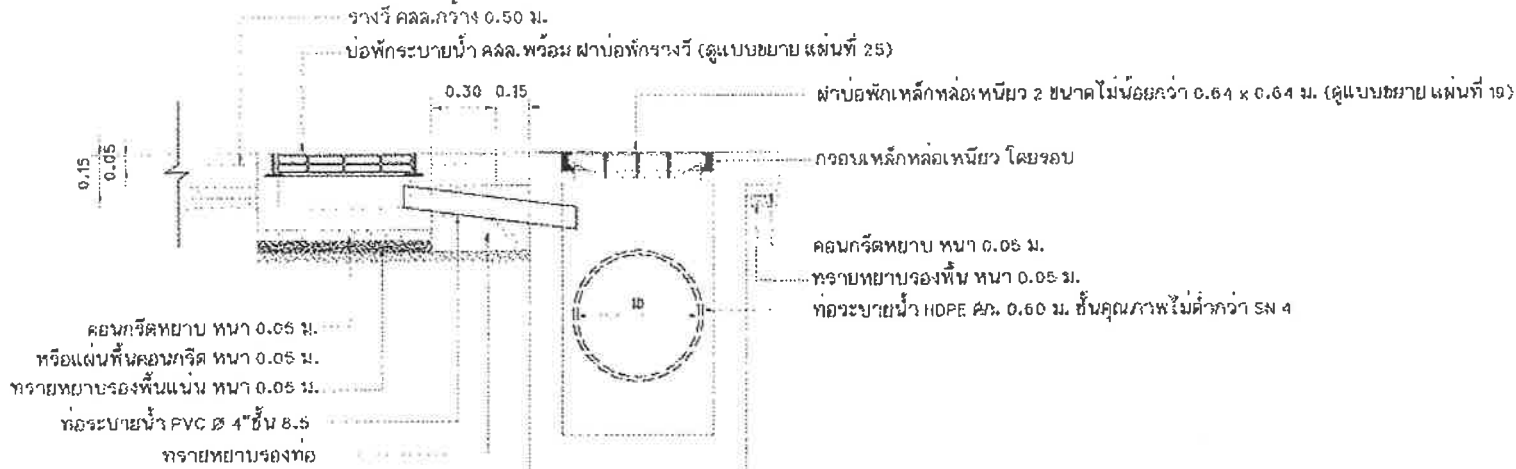 รางวี คสล.กว้าง 0.50 ม.
บ่อพักระบายน้ำ คสล.พร้อม ฝาบ่อพักรางวี (ดูแบบขยาย แผ่นที่ 25)
0.30 0.15
ฝาบ่อพักเหล็กหล่อเหนียว 2 ขนาดไม่น้อยกว่า 0.64 x 0.64 ม. (ดูแบบขยาย แผ่นที่ 19)
0.15
0.05
กรอบเหล็กหล่อเหนียว โดยรอบ
คอนกรีตหยาบ หนา 0.05 ม.
ทรายหยาบรองพื้น หนา 0.05 ม.
ID
ท่อระบายน้ำ HDPE ศก. 0.60 ม. ชั้นคุณภาพไม่ต่ำกว่า SN 4
คอนกรีตหยาบ หนา 0.05 ม.
หรือแผ่นพื้นคอนกรีต หนา 0.05 ม.
ทรายหยาบรองพื้นแน่น หนา 0.05 ม.
ท่อระบายน้ำ PVC Ø 4" ชั้น 8.5
ทรายหยาบรองท่อ